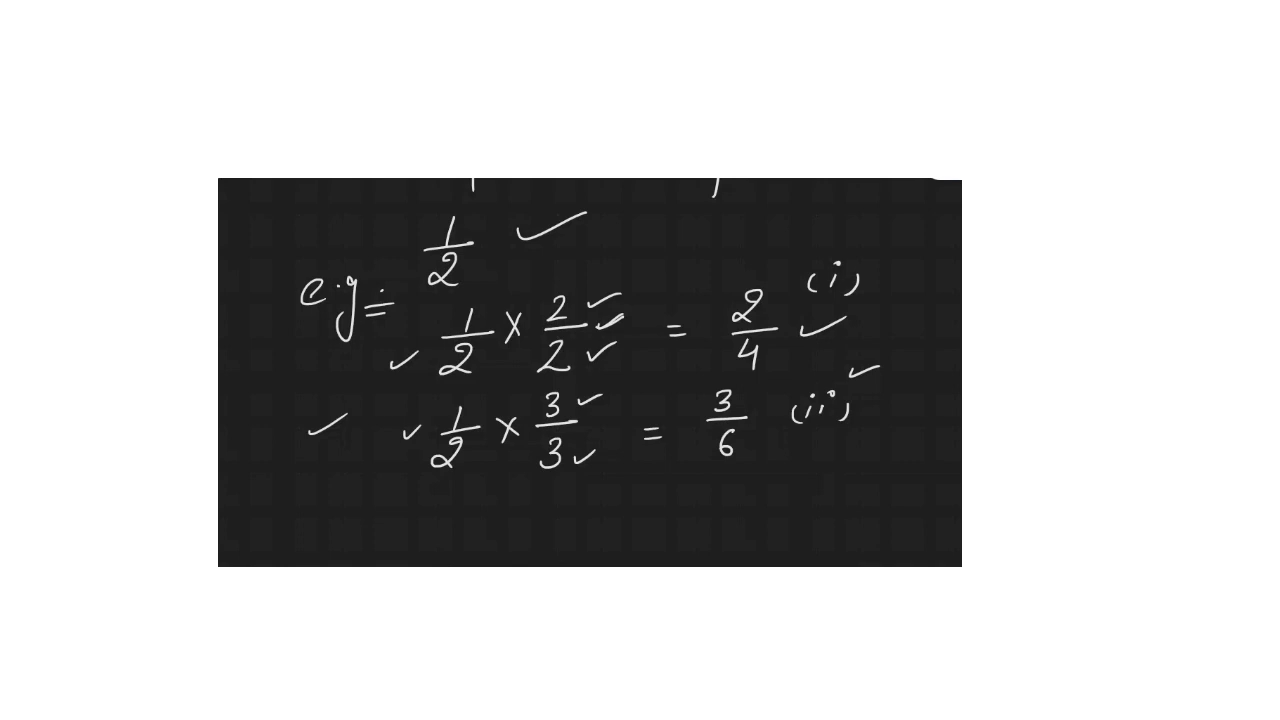 1/2 ✓
e.g =
✓ 1/2 × 2/2 ✓✓✓ = 2/4 ✓ (i)
✓ ✓ 1/2 × 3/3 ✓✓ = 3/6 (ii) ✓